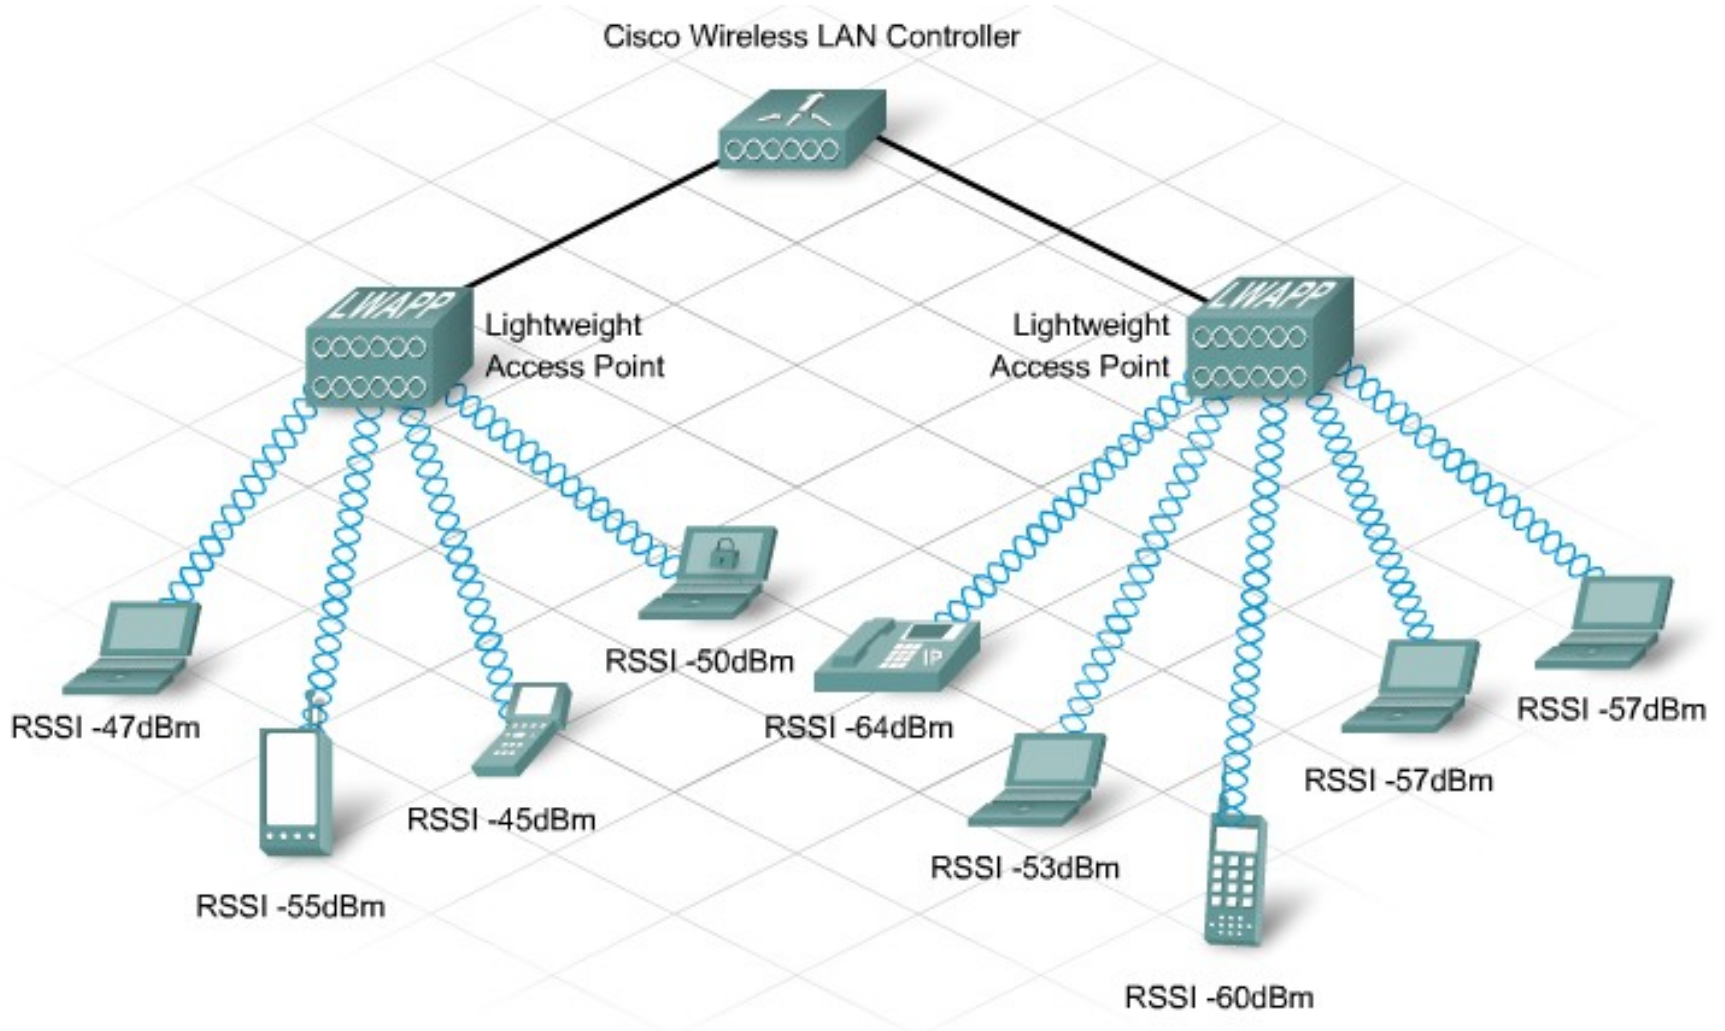 Cisco Wireless LAN Controller
LWAPP
Lightweight
Access Point
LWAPP
Lightweight
Access Point
RSSI -47dBm
RSSI -55dBm
RSSI -45dBm
RSSI -50dBm
IP
RSSI -64dBm
RSSI -53dBm
RSSI -60dBm
RSSI -57dBm
RSSI -57dBm